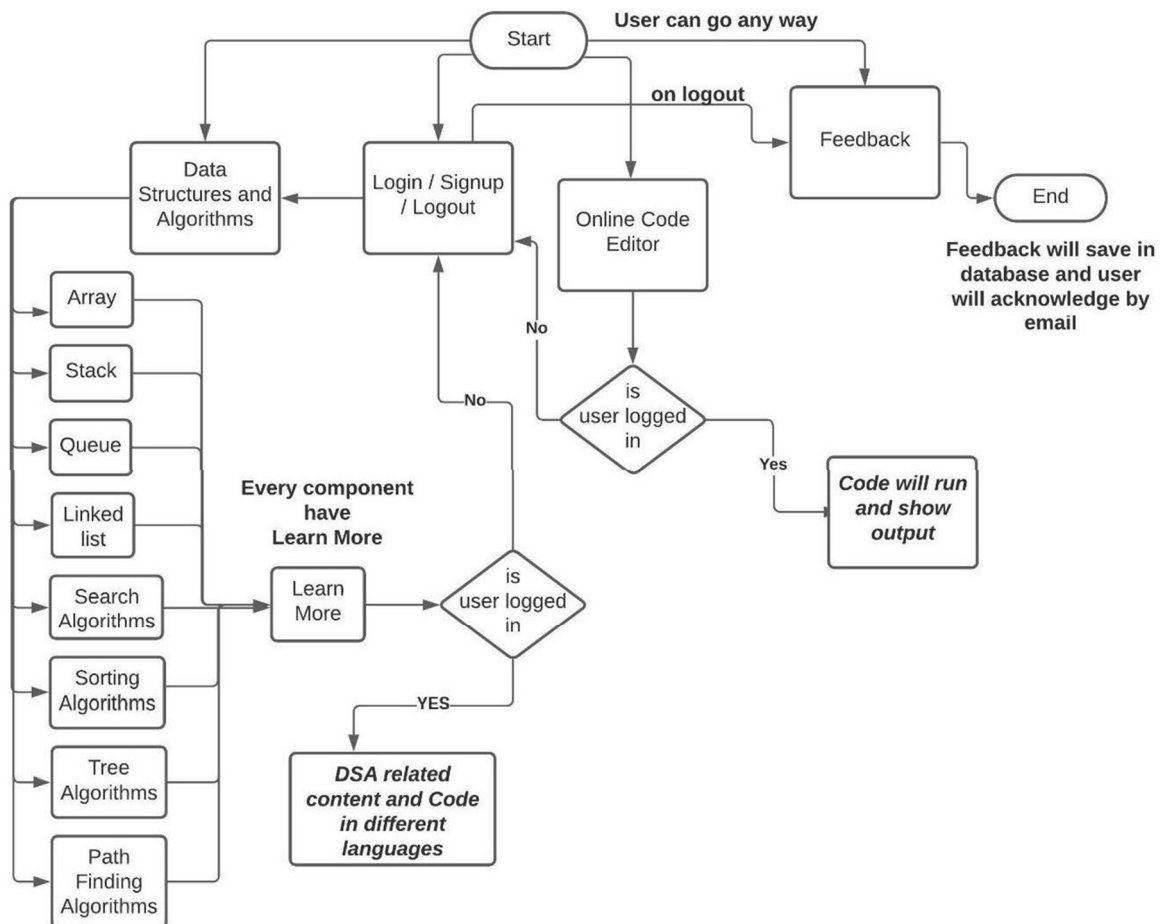 User can go any way
Start
on logout
Feedback
Data
Structures and
Algorithms
Login / Signup
/ Logout
Online Code
Editor
End
Feedback will save in
database and user
will acknowledge by
email
Array
No
Stack
is
user logged
in
No
Queue
Yes
Code will run
and show
output
Every component
have
Learn More
Linked
list
Learn
More
is
user logged
in
Search
Algorithms
Sorting
Algorithms
YES
Tree
Algorithms
DSA related
content and Code
in different
languages
Path
Finding
Algorithms